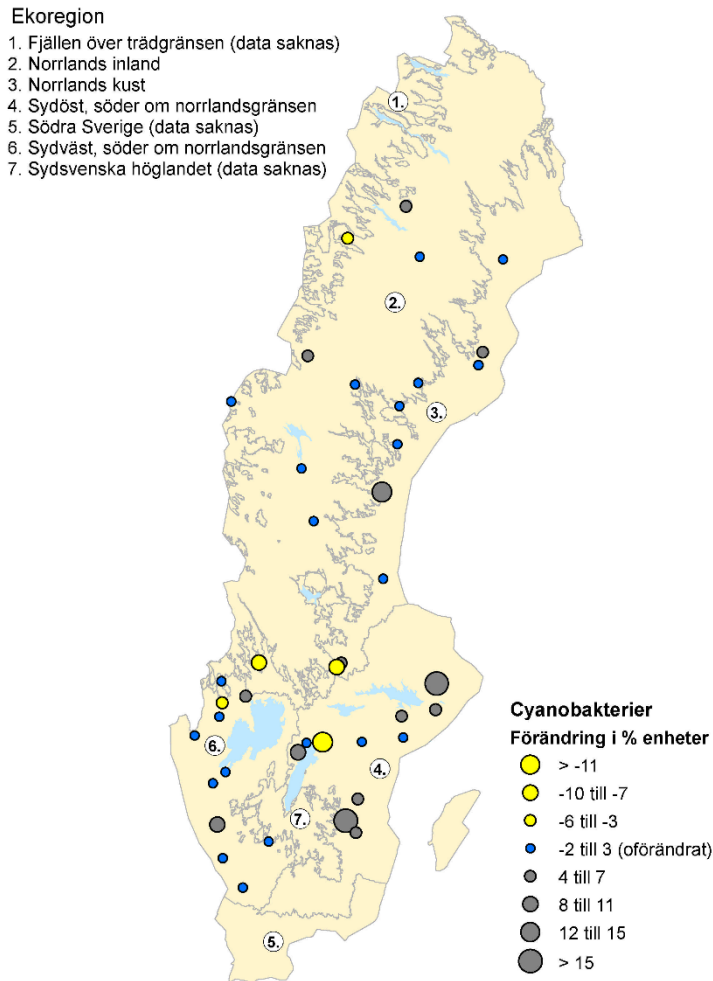 Ekoregion
1. Fjällen över trädgränsen (data saknas)
2. Norrlands inland
3. Norrlands kust
4. Sydöst, söder om norrlandsgränsen
5. Södra Sverige (data saknas)
6. Sydväst, söder om norrlandsgränsen
7. Sydsvenska höglandet (data saknas)
1.
2.
3.
6.
4.
7.
5.
Cyanobakterier
Förändring i % enheter
> -11
-10 till -7
-6 till -3
-2 till 3 (oförändrat)
4 till 7
8 till 11
12 till 15
> 15